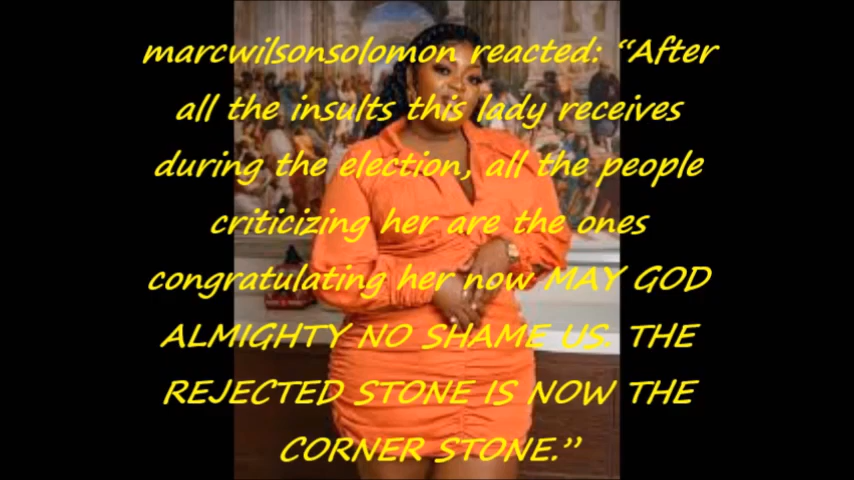 marcwilsonsolomon reacted: “After
all the insults this lady receives
during the election, all the people
criticizing her are the ones
congratulating her now MAY GOD
ALMIGHTY NO SHAME US. THE
REJECTED STONE IS NOW THE
CORNER STONE.”